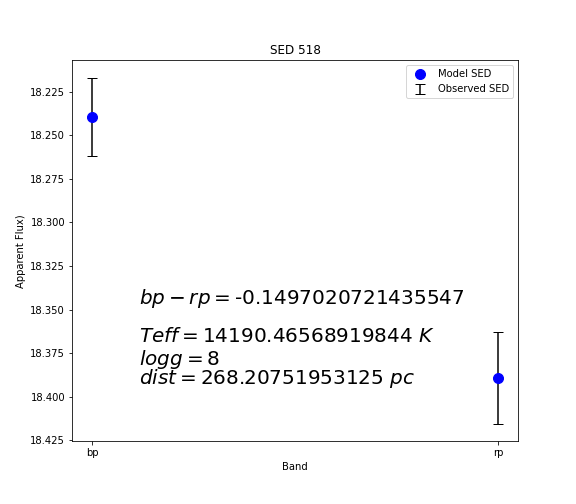 SED 518
Model SED
Observed SED
18.225
18.250
18.275
18.300
18.325
18.350
18.375
18.400
18.425
Apparent Flux)
bp − rp = -0.1497020721435547
Teff = 14190.46568919844 K
logg = 8
dist = 268.20751953125 pc
bp
rp
Band